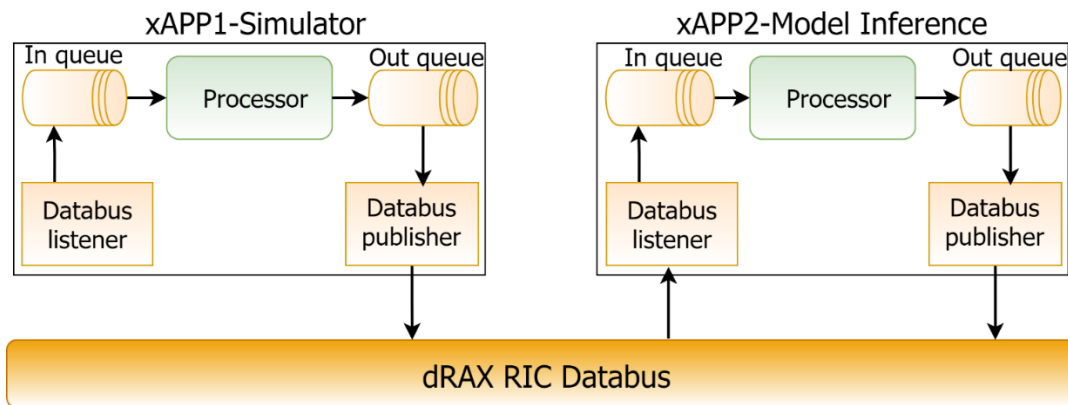 xAPP1-Simulator
In queue
Out queue
Processor
Databus
listener
Databus
publisher
xAPP2-Model Inference
In queue
Out queue
Processor
Databus
listener
Databus
publisher
dRAX RIC Databus